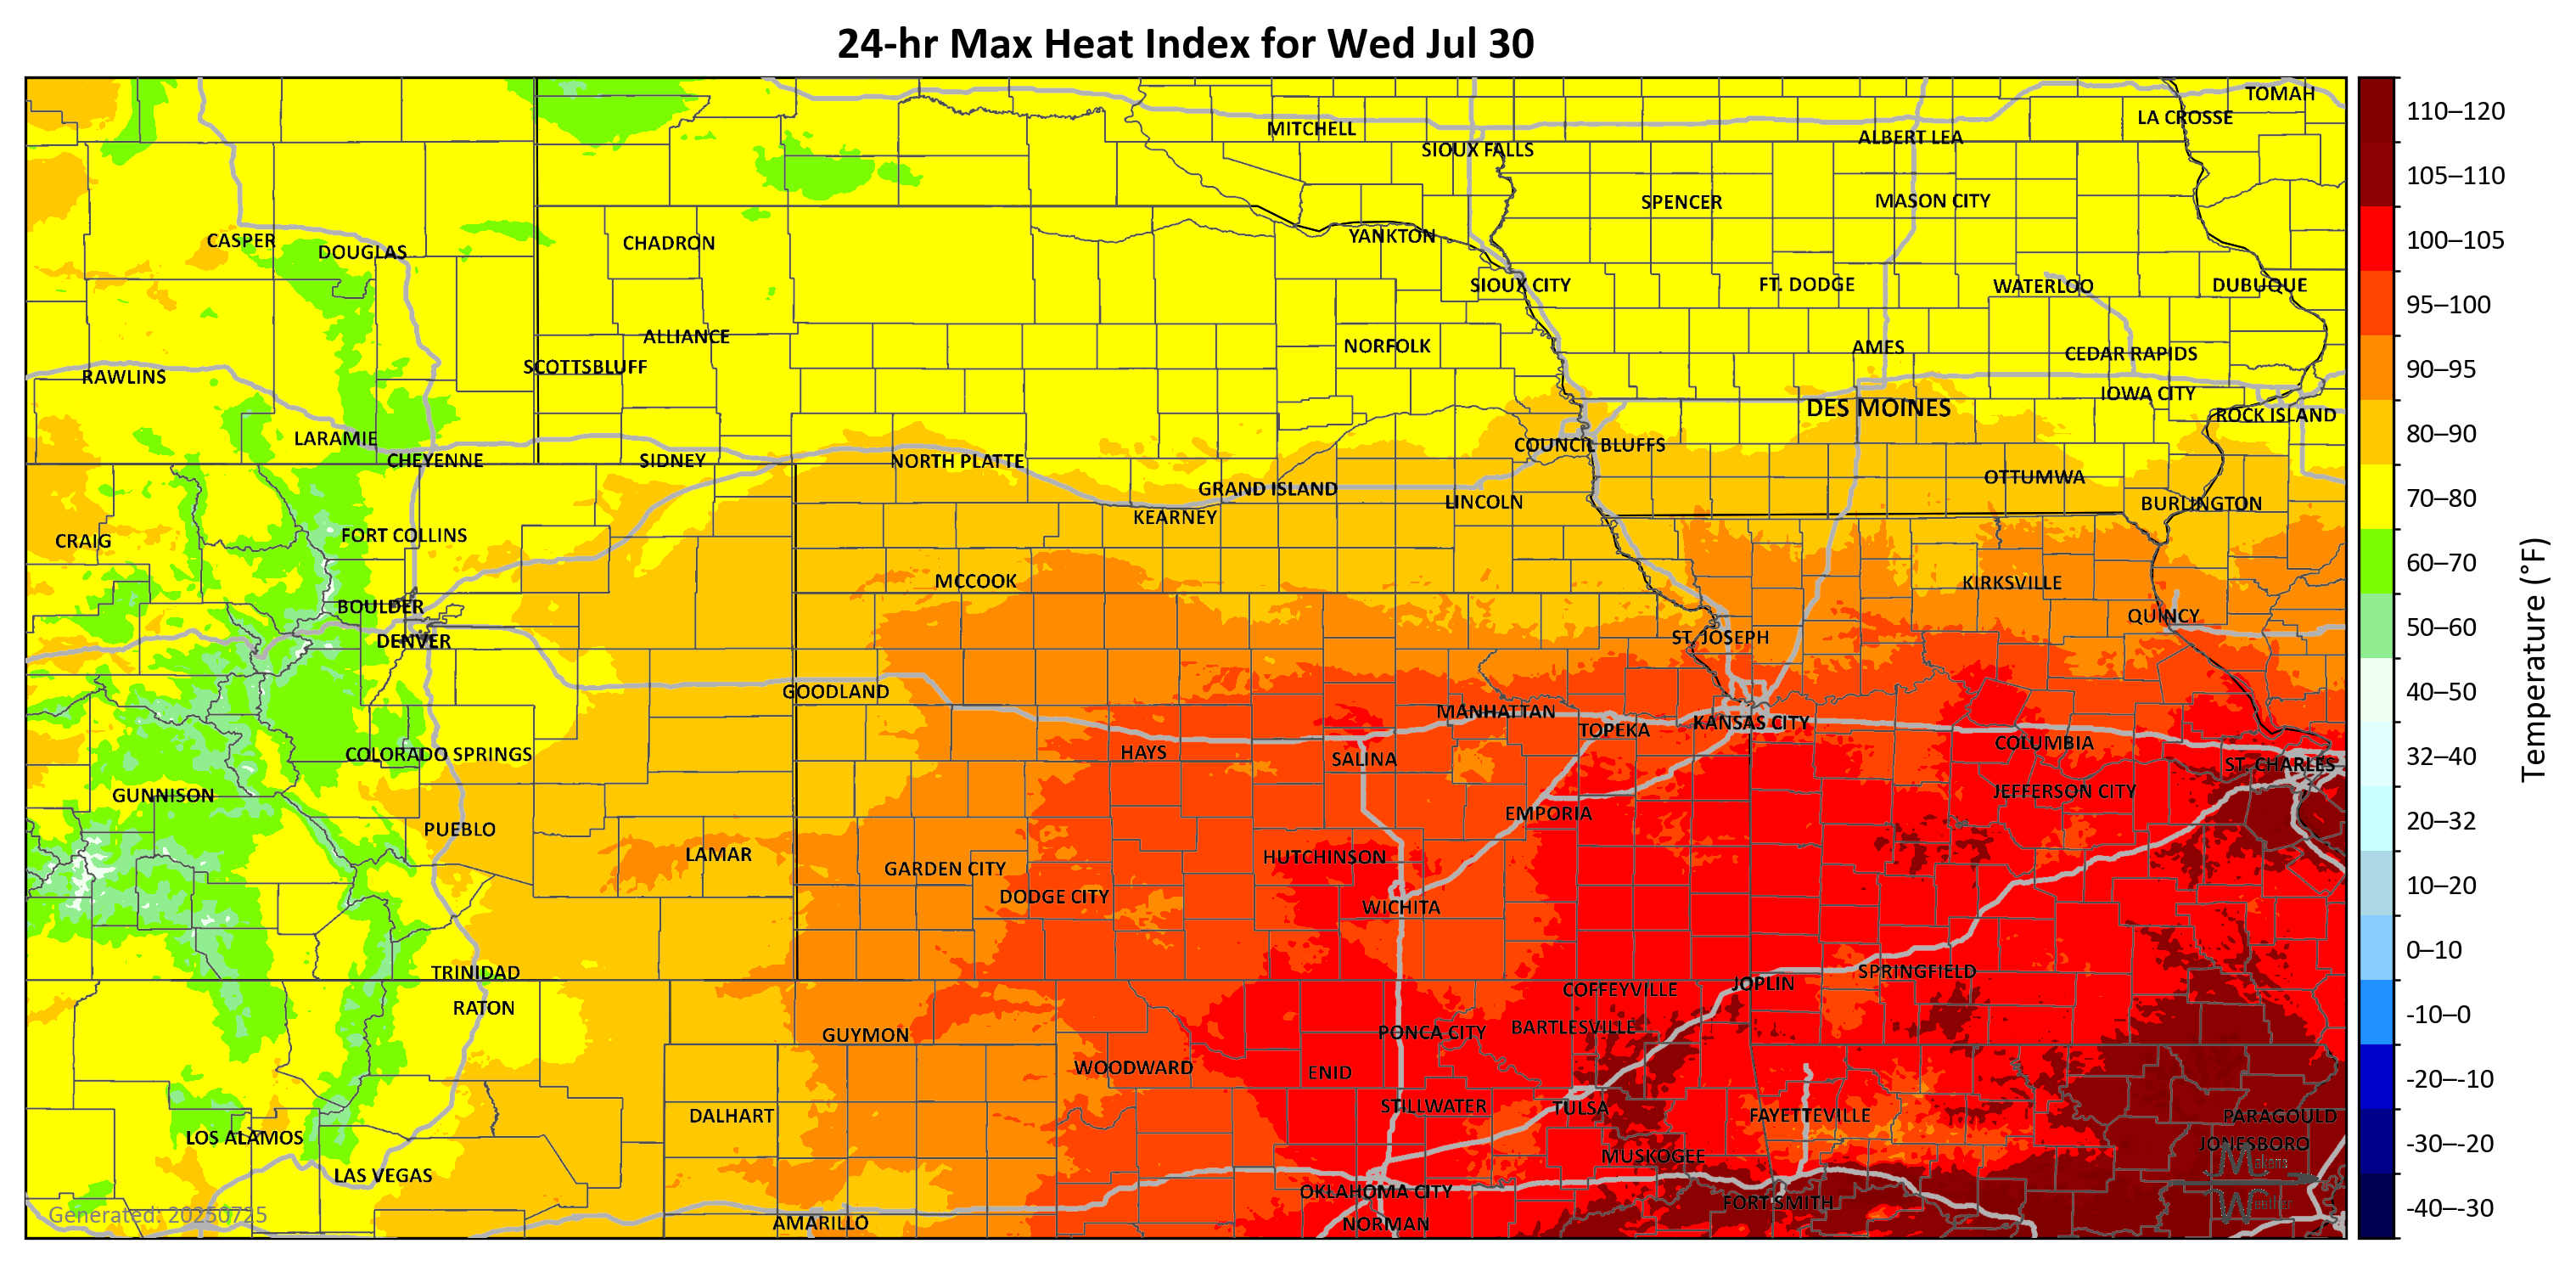 24-hr Max Heat Index for Wed Jul 30
TOMAH
LA CROSSE
MITCHELL
ALBERT LEA
SIOUX FALLS
SPENCER
MASON CITY
CASPER
CHADRON
YANKTON
DOUGLAS
SIOUX CITY
FT. DODGE
WATERLOO
DUBUQUE
ALLIANCE
NORFOLK
AMES
CEDAR RAPIDS
SCOTTSBLUFF
RAWLINS
IOWA CITY
DES MOINES
ROCK ISLAND
LARAMIE
COUNCIL BLUFFS
CHEYENNE
SIDNEY
NORTH PLATTE
OTTUMWA
GRAND ISLAND
LINCOLN
BURLINGTON
KEARNEY
FORT COLLINS
CRAIG
MCCOOK
KIRKSVILLE
BOULDER
QUINCY
DENVER
ST. JOSEPH
GOODLAND
MANHATTAN
KANSAS CITY
TOPEKA
COLUMBIA
COLORADO SPRINGS
HAYS
SALINA
ST. CHARLES
GUNNISON
JEFFERSON CITY
EMPORIA
PUEBLO
LAMAR
HUTCHINSON
GARDEN CITY
DODGE CITY
WICHITA
TRINIDAD
SPRINGFIELD
JOPLIN
COFFEYVILLE
RATON
BARTLESVILLE
PONCA CITY
GUYMON
WOODWARD
ENID
STILLWATER
TULSA
DALHART
FAYETTEVILLE
PARAGOULD
LOS ALAMOS
JONESBORO
MUSKOGEE
LAS VEGAS
OKLAHOMA CITY
FORT SMITH
AMARILLO
NORMAN
Generated: 20250725
Makens
Weather
110–120
105–110
100–105
95–100
90–95
80–90
70–80
60–70
50–60
40–50
32–40
20–32
10–20
0–10
-10–0
-20–-10
-30–-20
-40–-30
Temperature (°F)